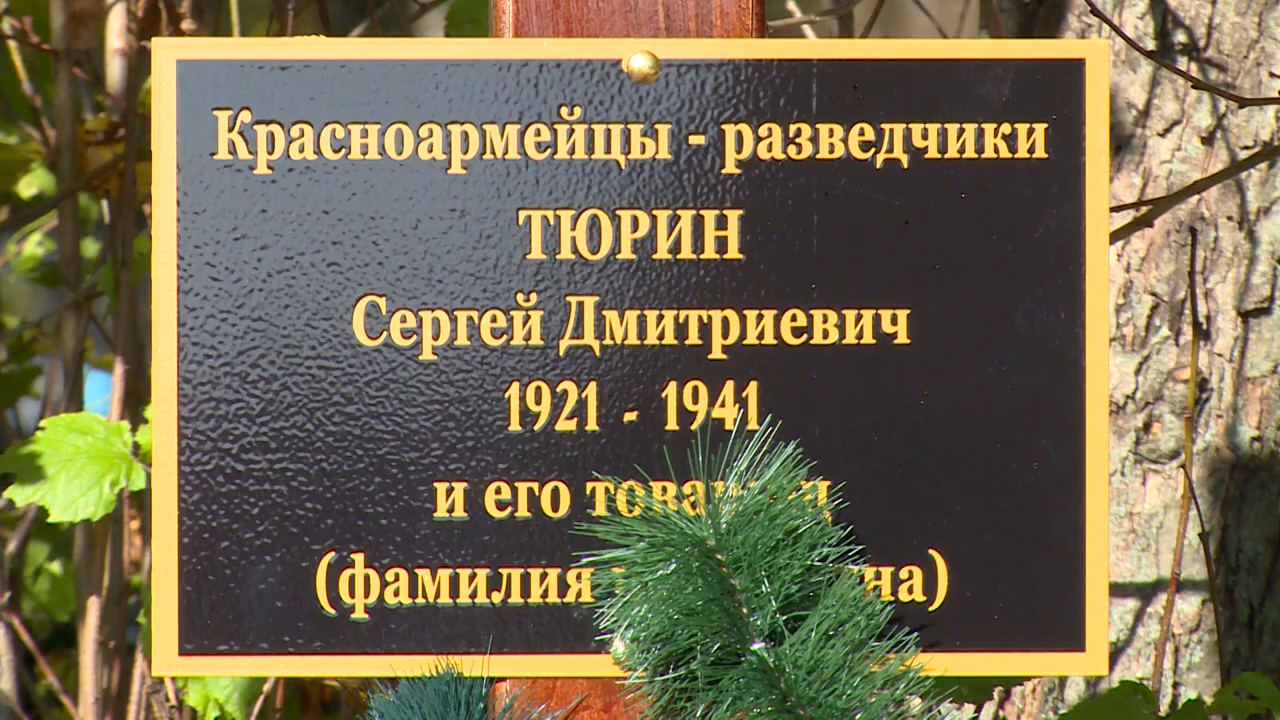 Красноармейцы - разведчики
ТЮРИН
Сергей Дмитриевич
1921 - 1941
и его
(фамилия